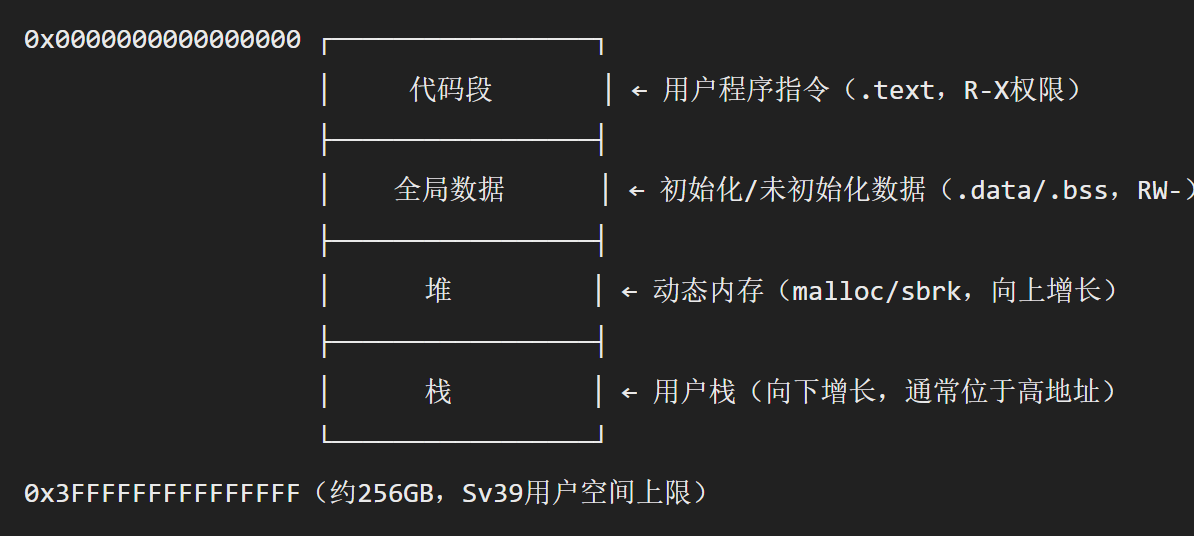 0x0000000000000000
代码段 ← 用户程序指令（.text，R-X权限）
全局数据 ← 初始化/未初始化数据（.data/.bss，RW-）
堆 ← 动态内存（malloc/sbrk，向上增长）
栈 ← 用户栈（向下增长，通常位于高地址）
0x3FFFFFFFFFFFFFFF（约256GB，Sv39用户空间上限）